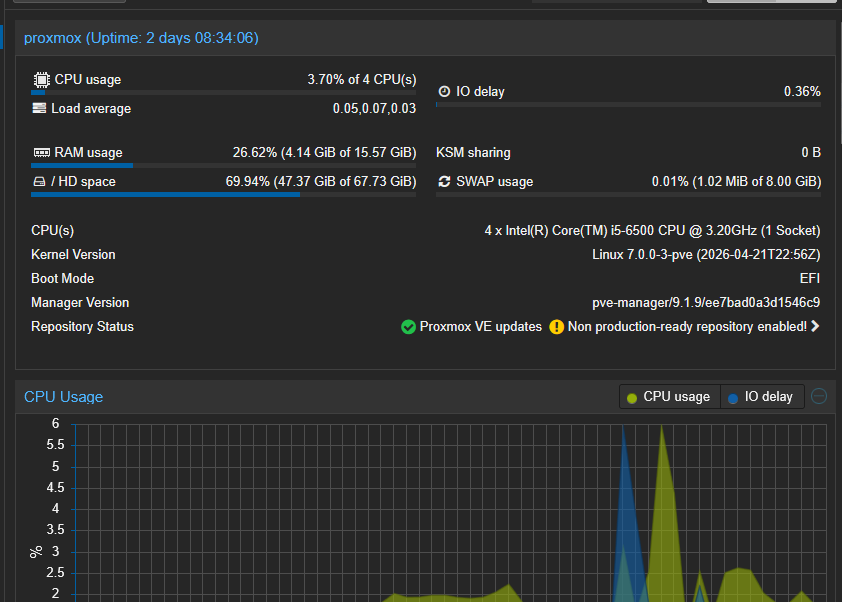 proxmox (Uptime: 2 days 08:34:06)
CPU usage 3.70% of 4 CPU(s)
Load average 0.05,0.07,0.03
IO delay 0.36%
RAM usage 26.62% (4.14 GiB of 15.57 GiB)
KSM sharing 0 B
/ HD space 69.94% (47.37 GiB of 67.73 GiB)
SWAP usage 0.01% (1.02 MiB of 8.00 GiB)
CPU(s) 4 x Intel(R) Core(TM) i5-6500 CPU @ 3.20GHz (1 Socket)
Kernel Version Linux 7.0.0-3-pve (2026-04-21T22:56Z)
Boot Mode EFI
Manager Version pve-manager/9.1.9/ee7bad0a3d1546c9
Repository Status Proxmox VE updates Non production-ready repository enabled!
CPU Usage CPU usage IO delay
6
5.5
5
4.5
4
3.5
3
2.5
2
%